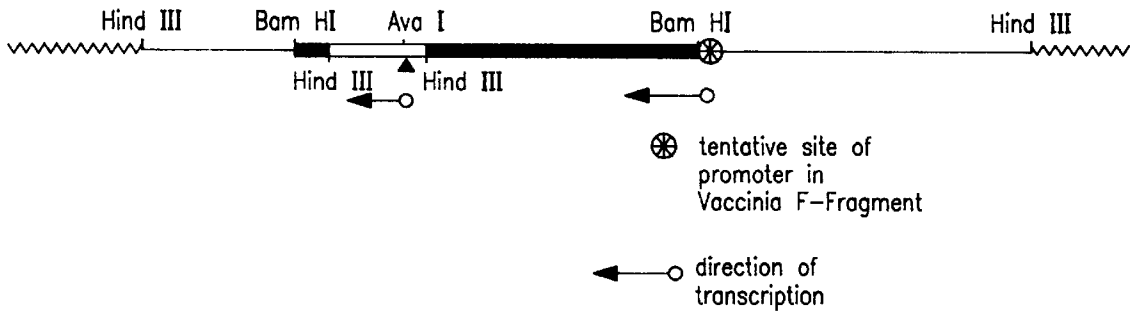 Hind III Bam HI Ava I Bam HI Hind III
Hind III Hind III
tentative site of
promoter in
Vaccinia F-Fragment
direction of
transcription